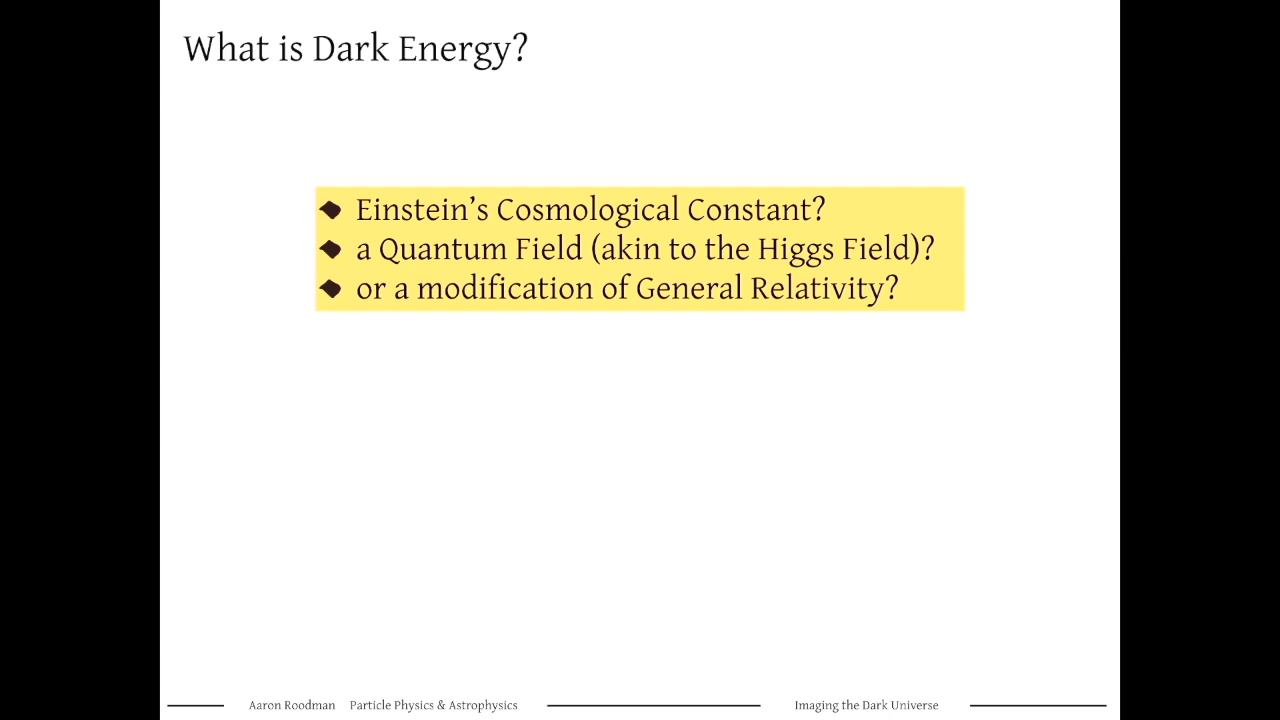 What is Dark Energy?
Einstein’s Cosmological Constant?
a Quantum Field (akin to the Higgs Field)?
or a modification of General Relativity?
Aaron Roodman Particle Physics & Astrophysics Imaging the Dark Universe